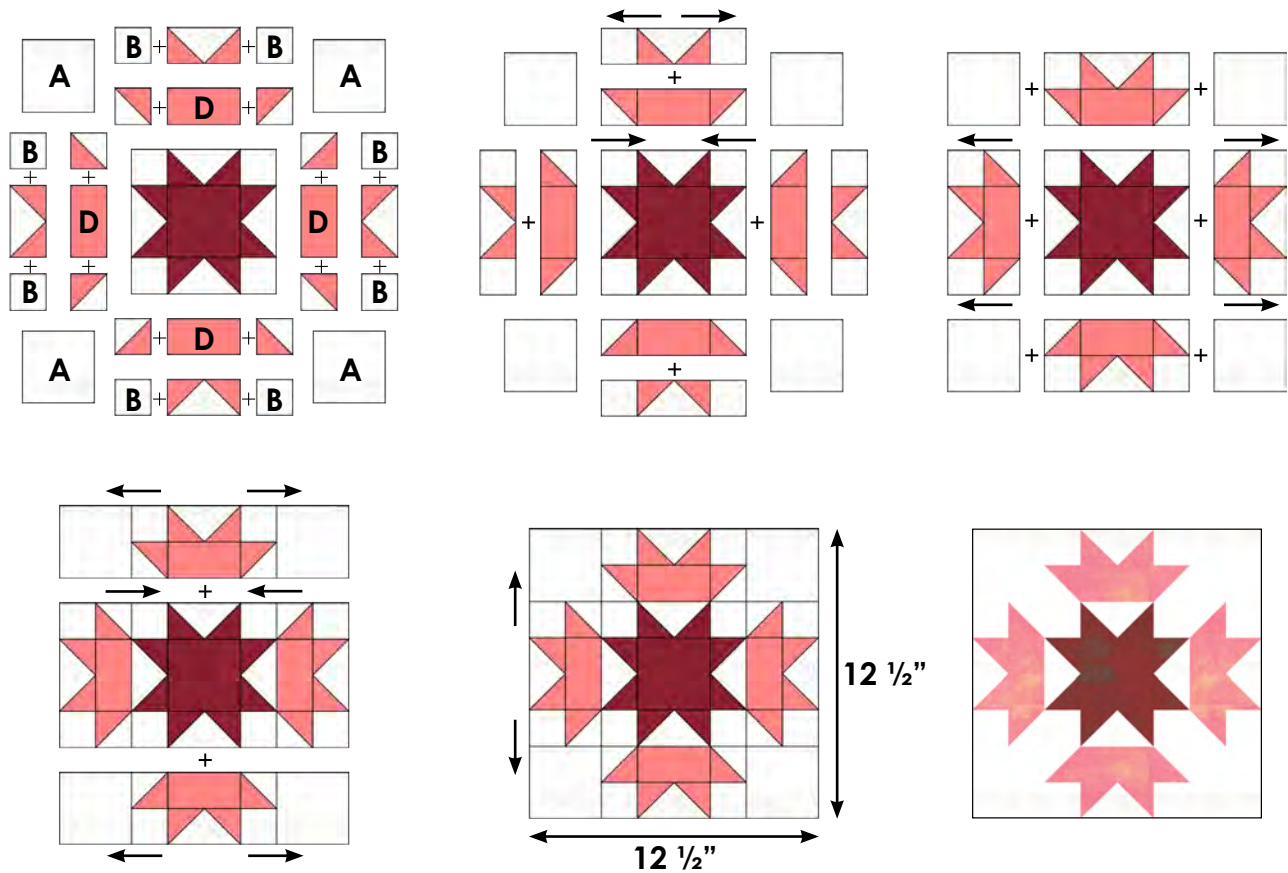 B + + B
A A
+ D +
B B
+ + + +
D D
+ + + +
B B
A + D + A
B + + B
+
+ +
+
+ +
+ +
+ +
+
+
12 ½”
12 ½”